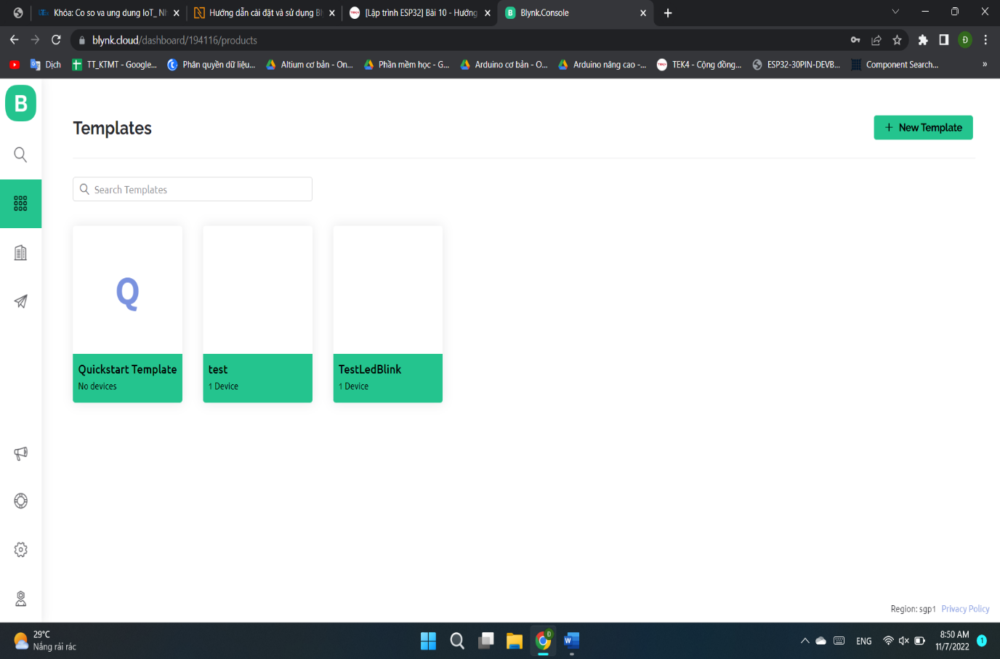 Khóa: Co so va ung dung IoT_ Nh
Hướng dẫn cài đặt và sử dụng Bl
[Lập trình ESP32] Bài 10 - Hướng
B Blynk.Console
blynk.cloud/dashboard/194116/products
Đ
Dịch
TT_KTMT - Google...
Phân quyền dữ liệu...
Altium cơ bản - On...
Phần mềm học - G...
Arduino cơ bản - O...
Arduino nâng cao -...
TEK4 - Cộng đồng...
ESP32-30PIN-DEVB...
Component Search...
»
B
Templates
+ New Template
Search Templates
Q
Quickstart Template
No devices
test
1 Device
TestLedBlink
1 Device
Region: sgp1 Privacy Policy
29°C
Nắng rải rác
W
ENG
8:50 AM
11/7/2022
1